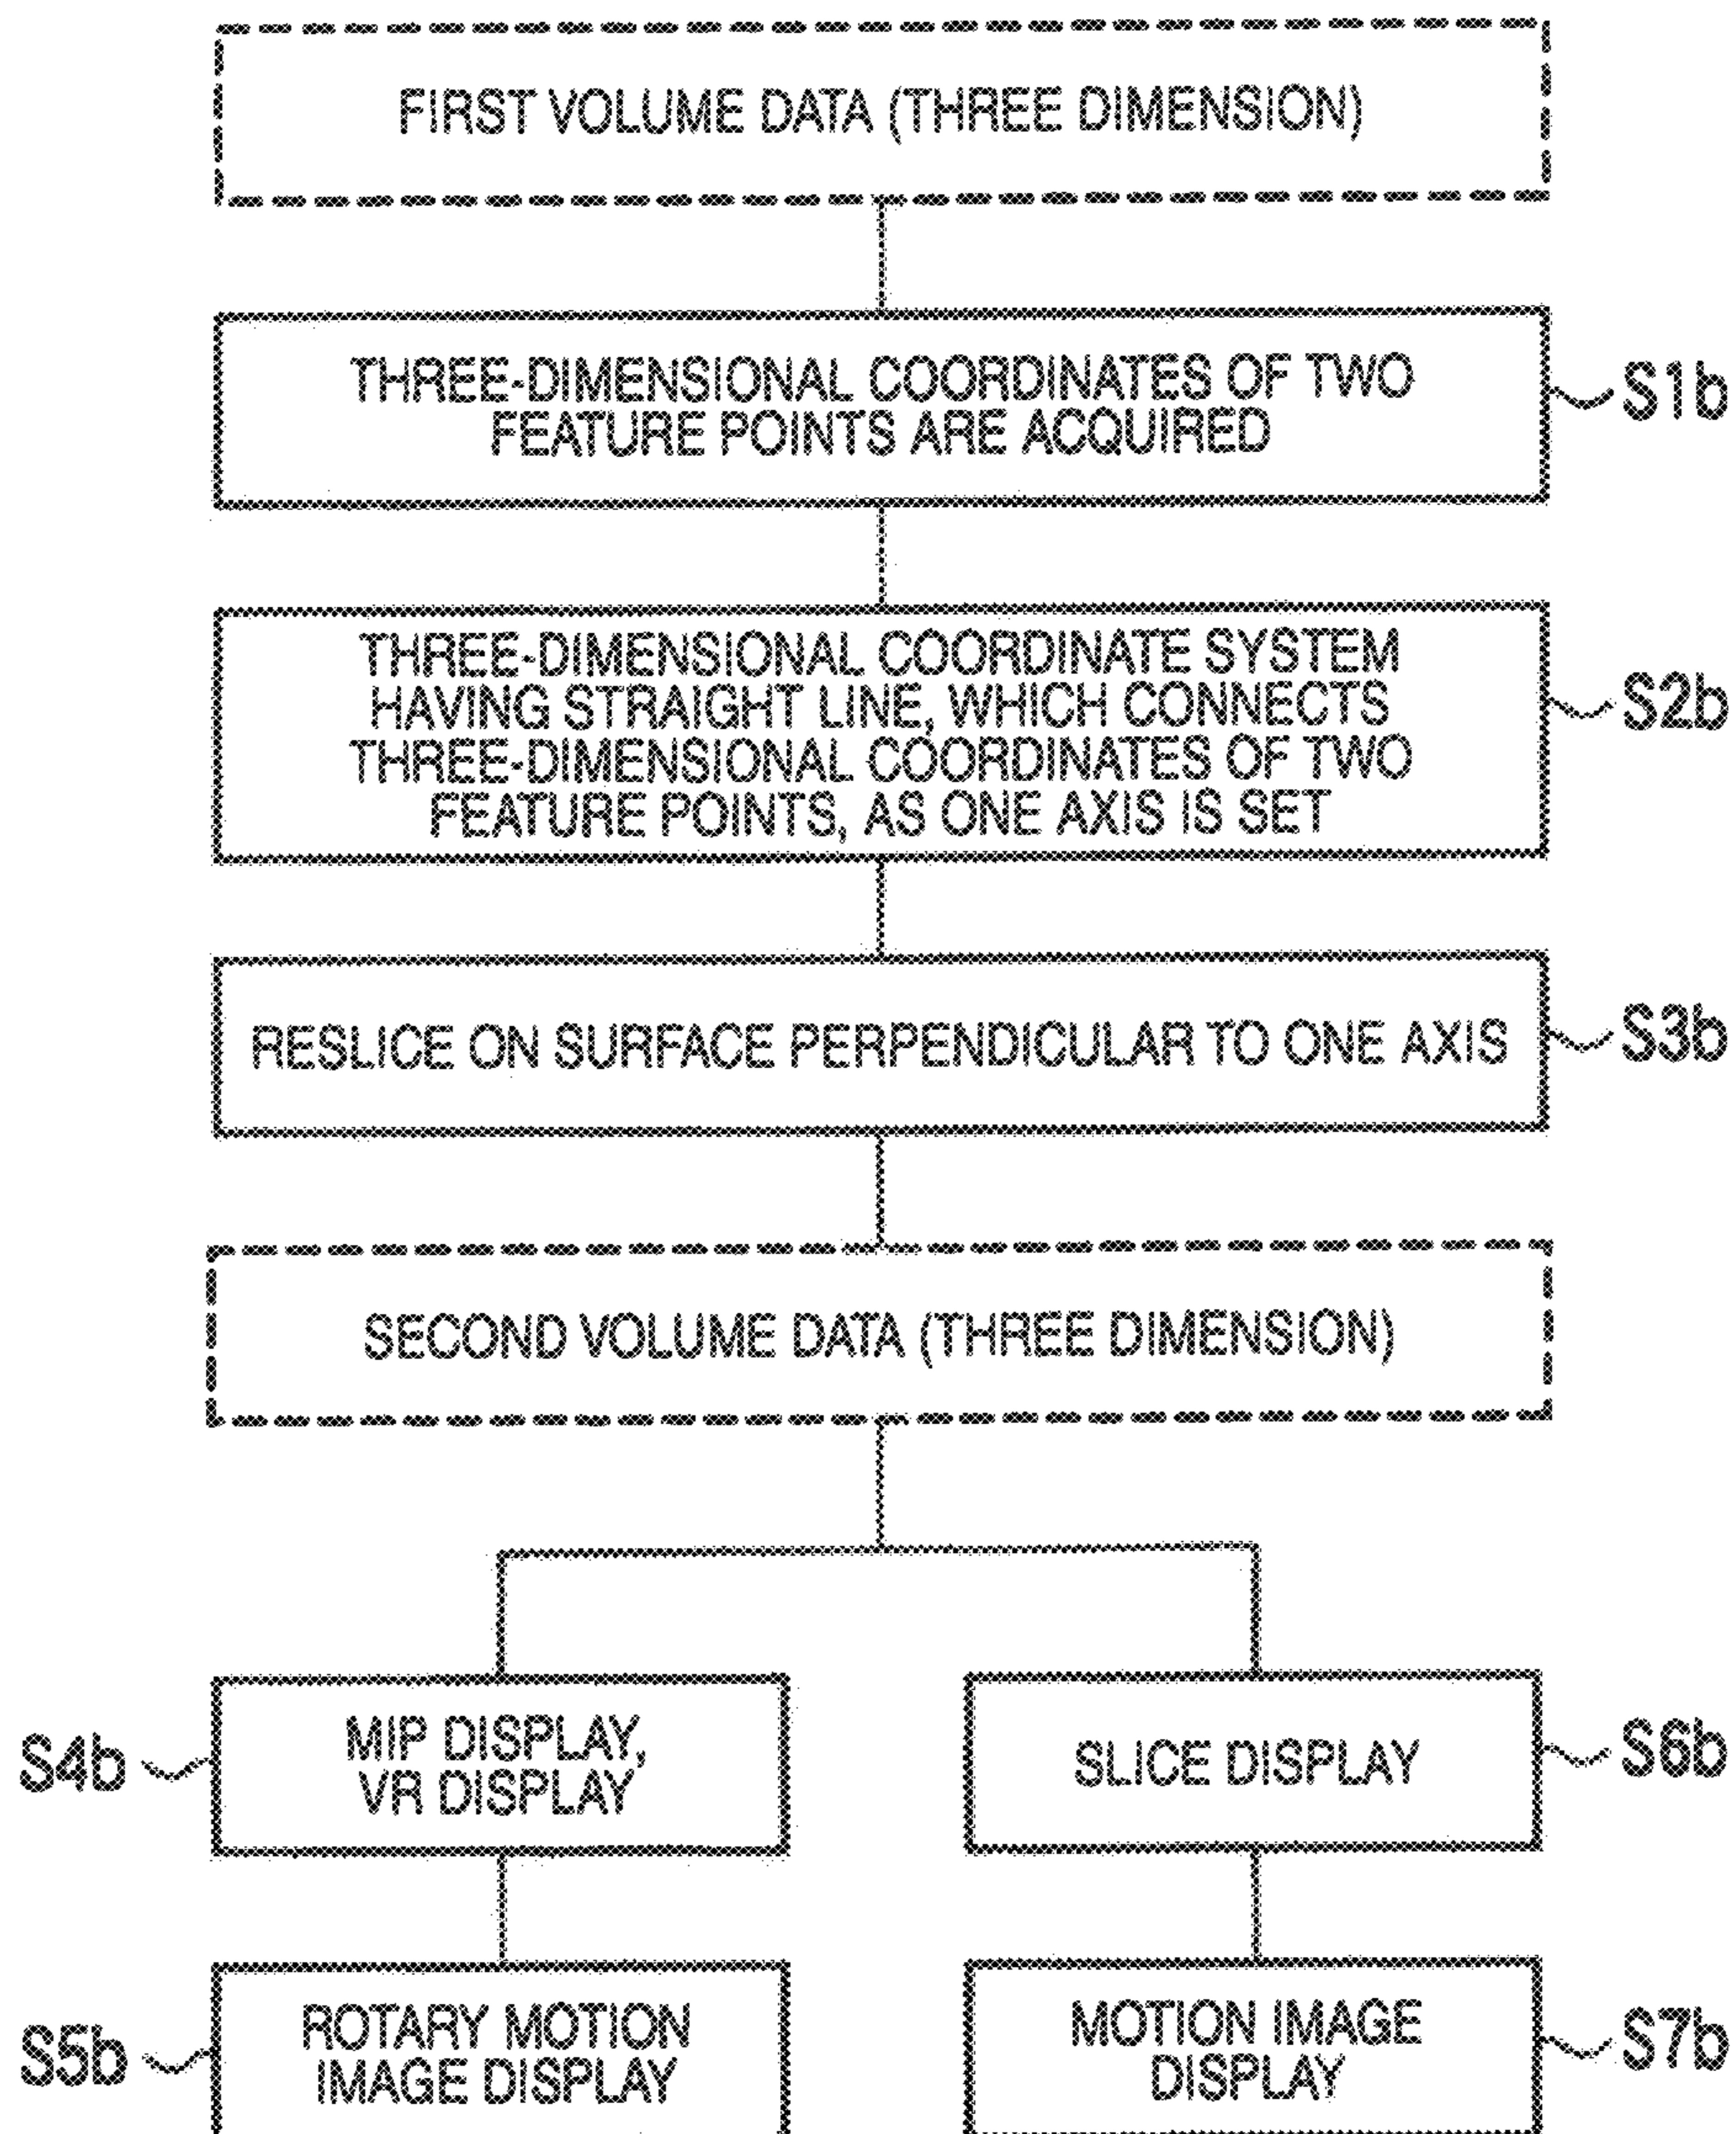 FIRST VOLUME DATA (THREE DIMENSION)
THREE-DIMENSIONAL COORDINATES OF TWO
FEATURE POINTS ARE ACQUIRED
S1b
THREE-DIMENSIONAL COORDINATE SYSTEM
HAVING STRAIGHT LINE, WHICH CONNECTS
THREE-DIMENSIONAL COORDINATES OF TWO
FEATURE POINTS, AS ONE AXIS IS SET
S2b
RESLICE ON SURFACE PERPENDICULAR TO ONE AXIS
S3b
SECOND VOLUME DATA (THREE DIMENSION)
S4b
MIP DISPLAY,
VR DISPLAY
SLICE DISPLAY
S6b
S5b
ROTARY MOTION
IMAGE DISPLAY
MOTION IMAGE
DISPLAY
S7b